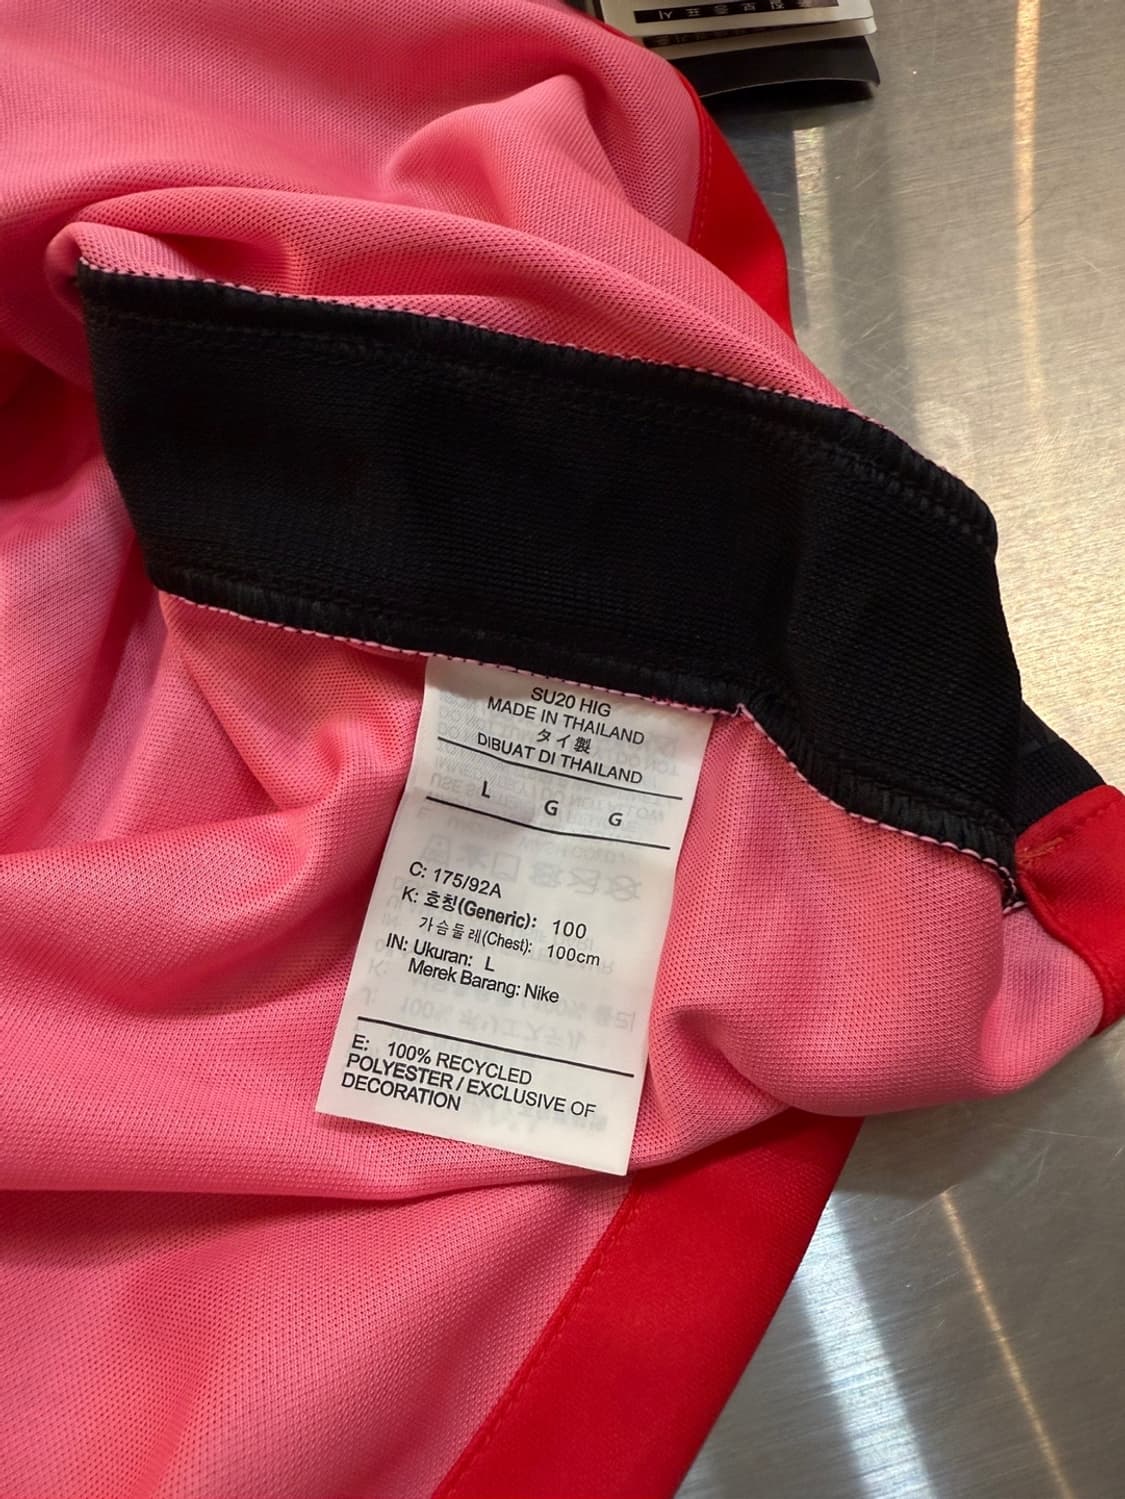 SU20 HIG
MADE IN THAILAND
タイ製
DIBUAT DI THAILAND
L G G
C: 175/92A
K: 호칭(Generic): 100
가슴둘레(Chest): 100cm
IN: Ukuran: L
Merek Barang: Nike
E: 100% RECYCLED
POLYESTER / EXCLUSIVE OF
DECORATION